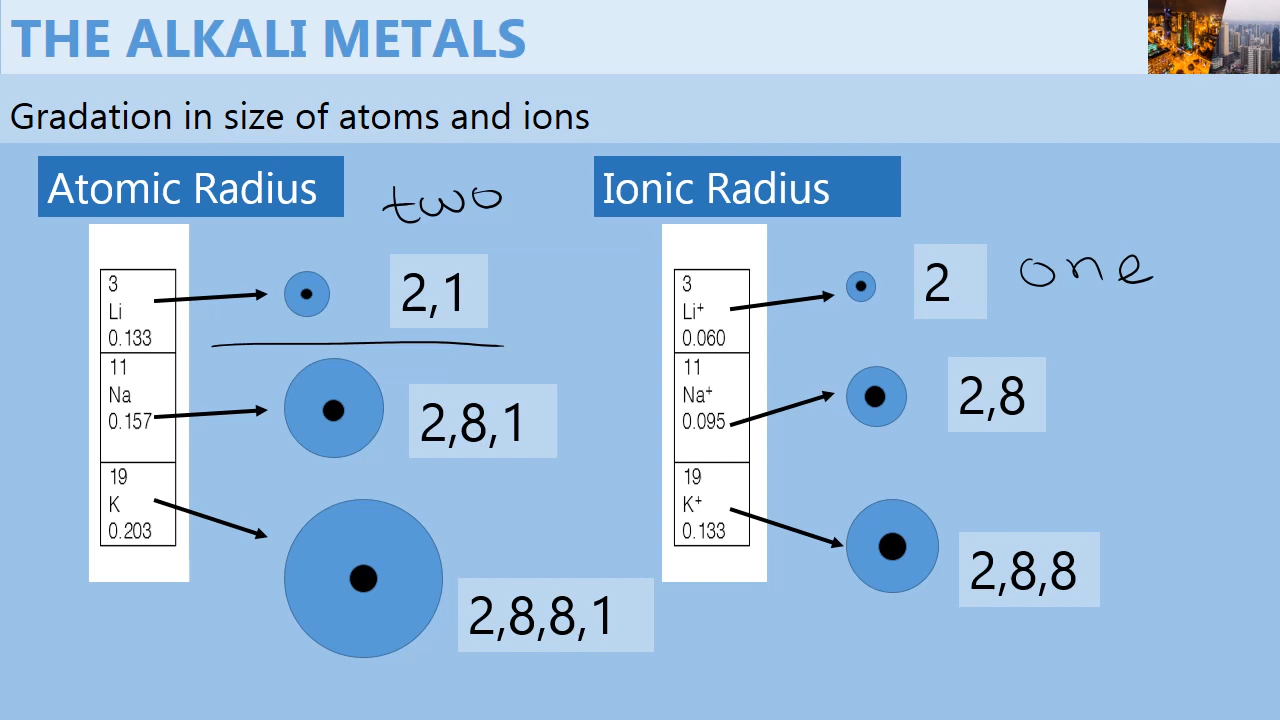 THE ALKALI METALS
Gradation in size of atoms and ions
Atomic Radius
two
3
Li
0.133
2,1
11
Na
0.157
2,8,1
19
K
0.203
2,8,8,1
Ionic Radius
3
Li⁺
0.060
2
one
11
Na⁺
0.095
2,8
19
K⁺
0.133
2,8,8